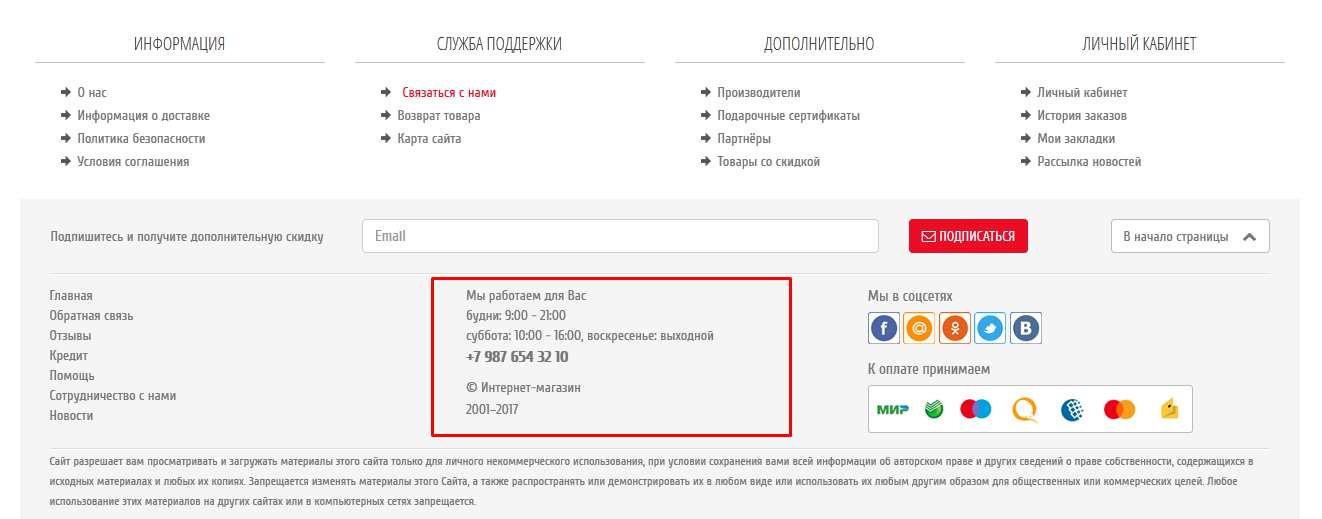 ИНФОРМАЦИЯ
О нас
Информация о доставке
Политика безопасности
Условия соглашения
СЛУЖБА ПОДДЕРЖКИ
Связаться с нами
Возврат товара
Карта сайта
ДОПОЛНИТЕЛЬНО
Производители
Подарочные сертификаты
Партнёры
Товары со скидкой
ЛИЧНЫЙ КАБИНЕТ
Личный кабинет
История заказов
Мои закладки
Рассылка новостей
Подпишитесь и получите дополнительную скидку
Email
ПОДПИСАТЬСЯ
В начало страницы
Главная
Обратная связь
Отзывы
Кредит
Помощь
Сотрудничество с нами
Новости
Мы работаем для Вас
будни: 9:00 - 21:00
суббота: 10:00 - 16:00, воскресенье: выходной
+7 987 654 32 10
© Интернет-магазин
2001–2017
Мы в соцсетях
К оплате принимаем
МИР
Сайт разрешает вам просматривать и загружать материалы этого сайта только для личного некоммерческого использования, при условии сохранения вами всей информации об авторском праве и других сведений о праве собственности, содержащихся в
исходных материалах и любых их копиях. Запрещается изменять материалы этого Сайта, а также распространять или демонстрировать их в любом виде или использовать их любым другим образом для общественных или коммерческих целей. Любое
использование этих материалов на других сайтах или в компьютерных сетях запрещается.